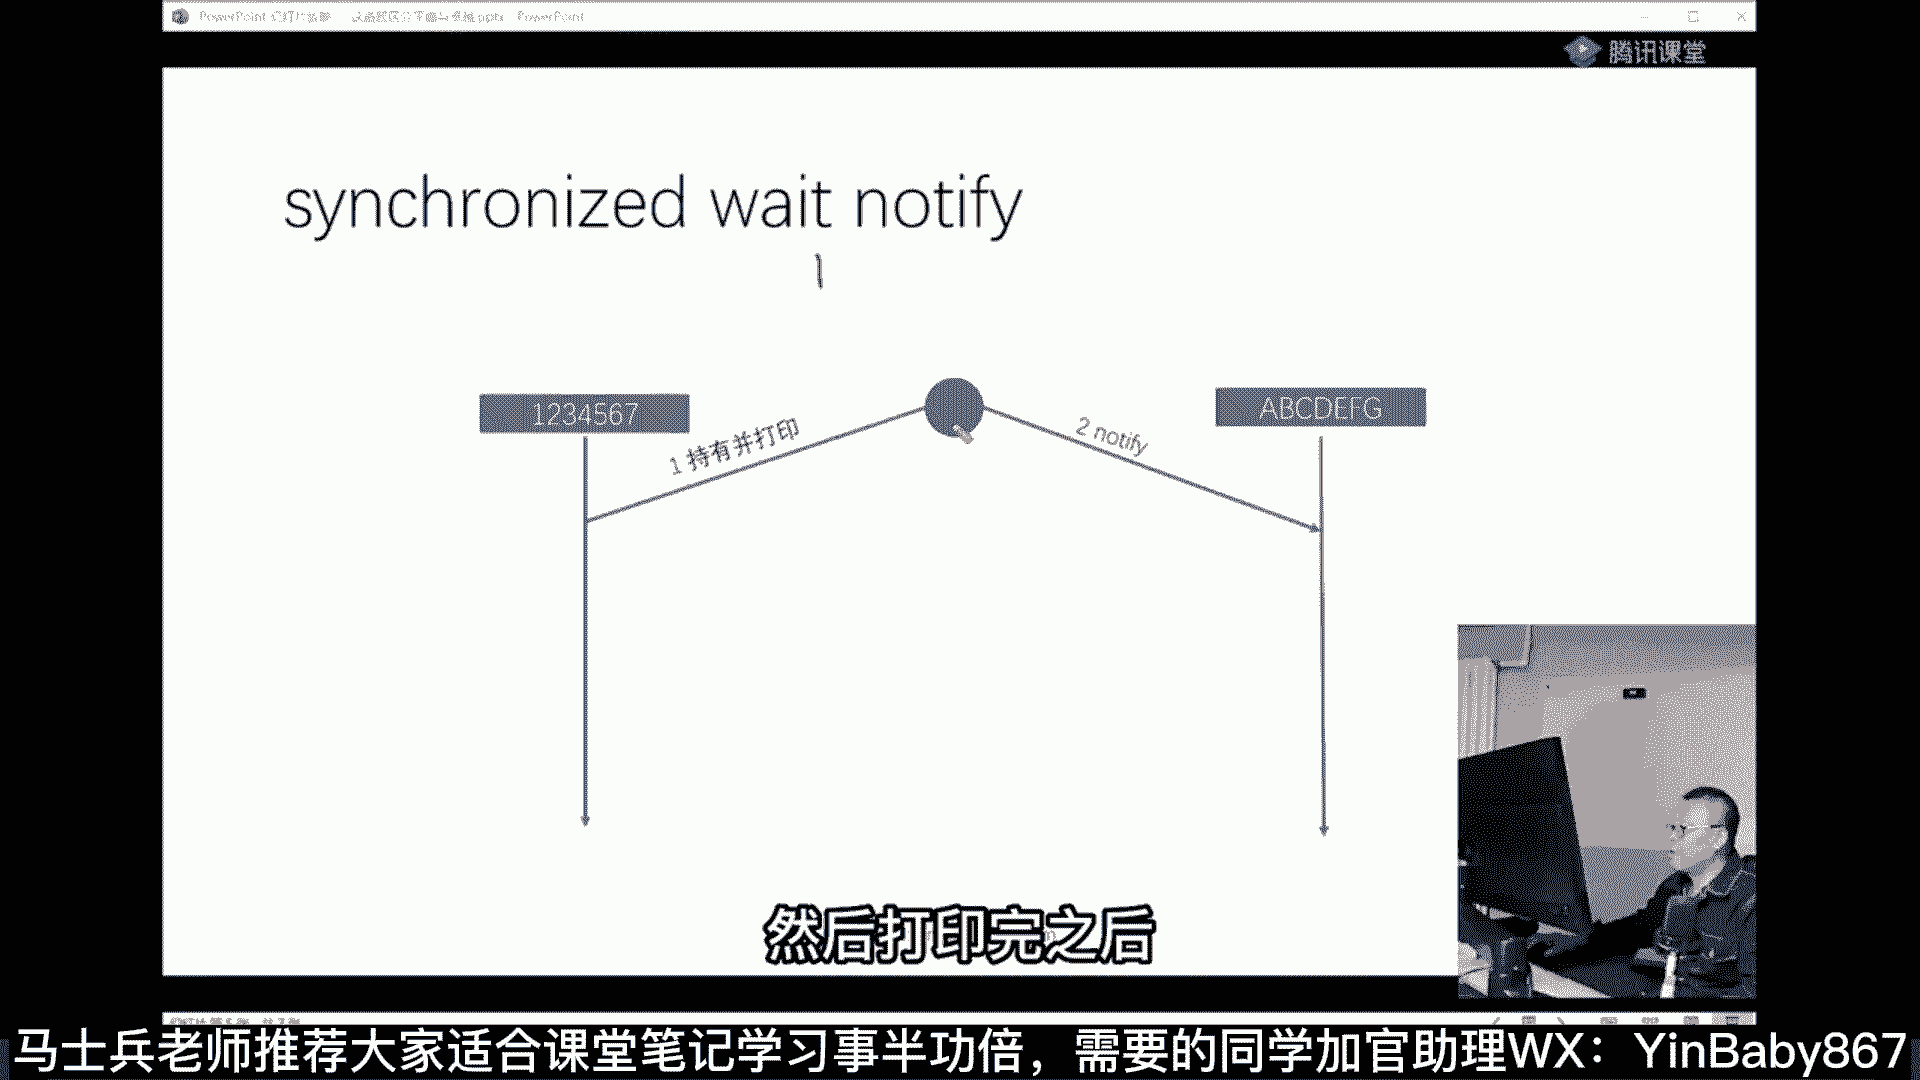 腾讯课堂
synchronized wait notify
1
1234567
ABCDEFG
1 持有并打印
2 notify
然后打印完之后
马士兵老师推荐大家适合课堂笔记学习事半功倍，需要的同学加官助理WX：YinBaby867